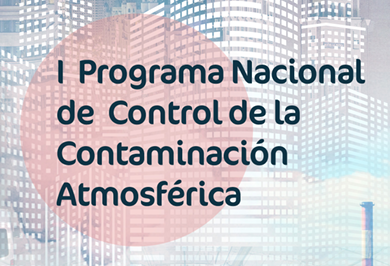 I Programa Nacional
de Control de la
Contaminación
Atmosférica